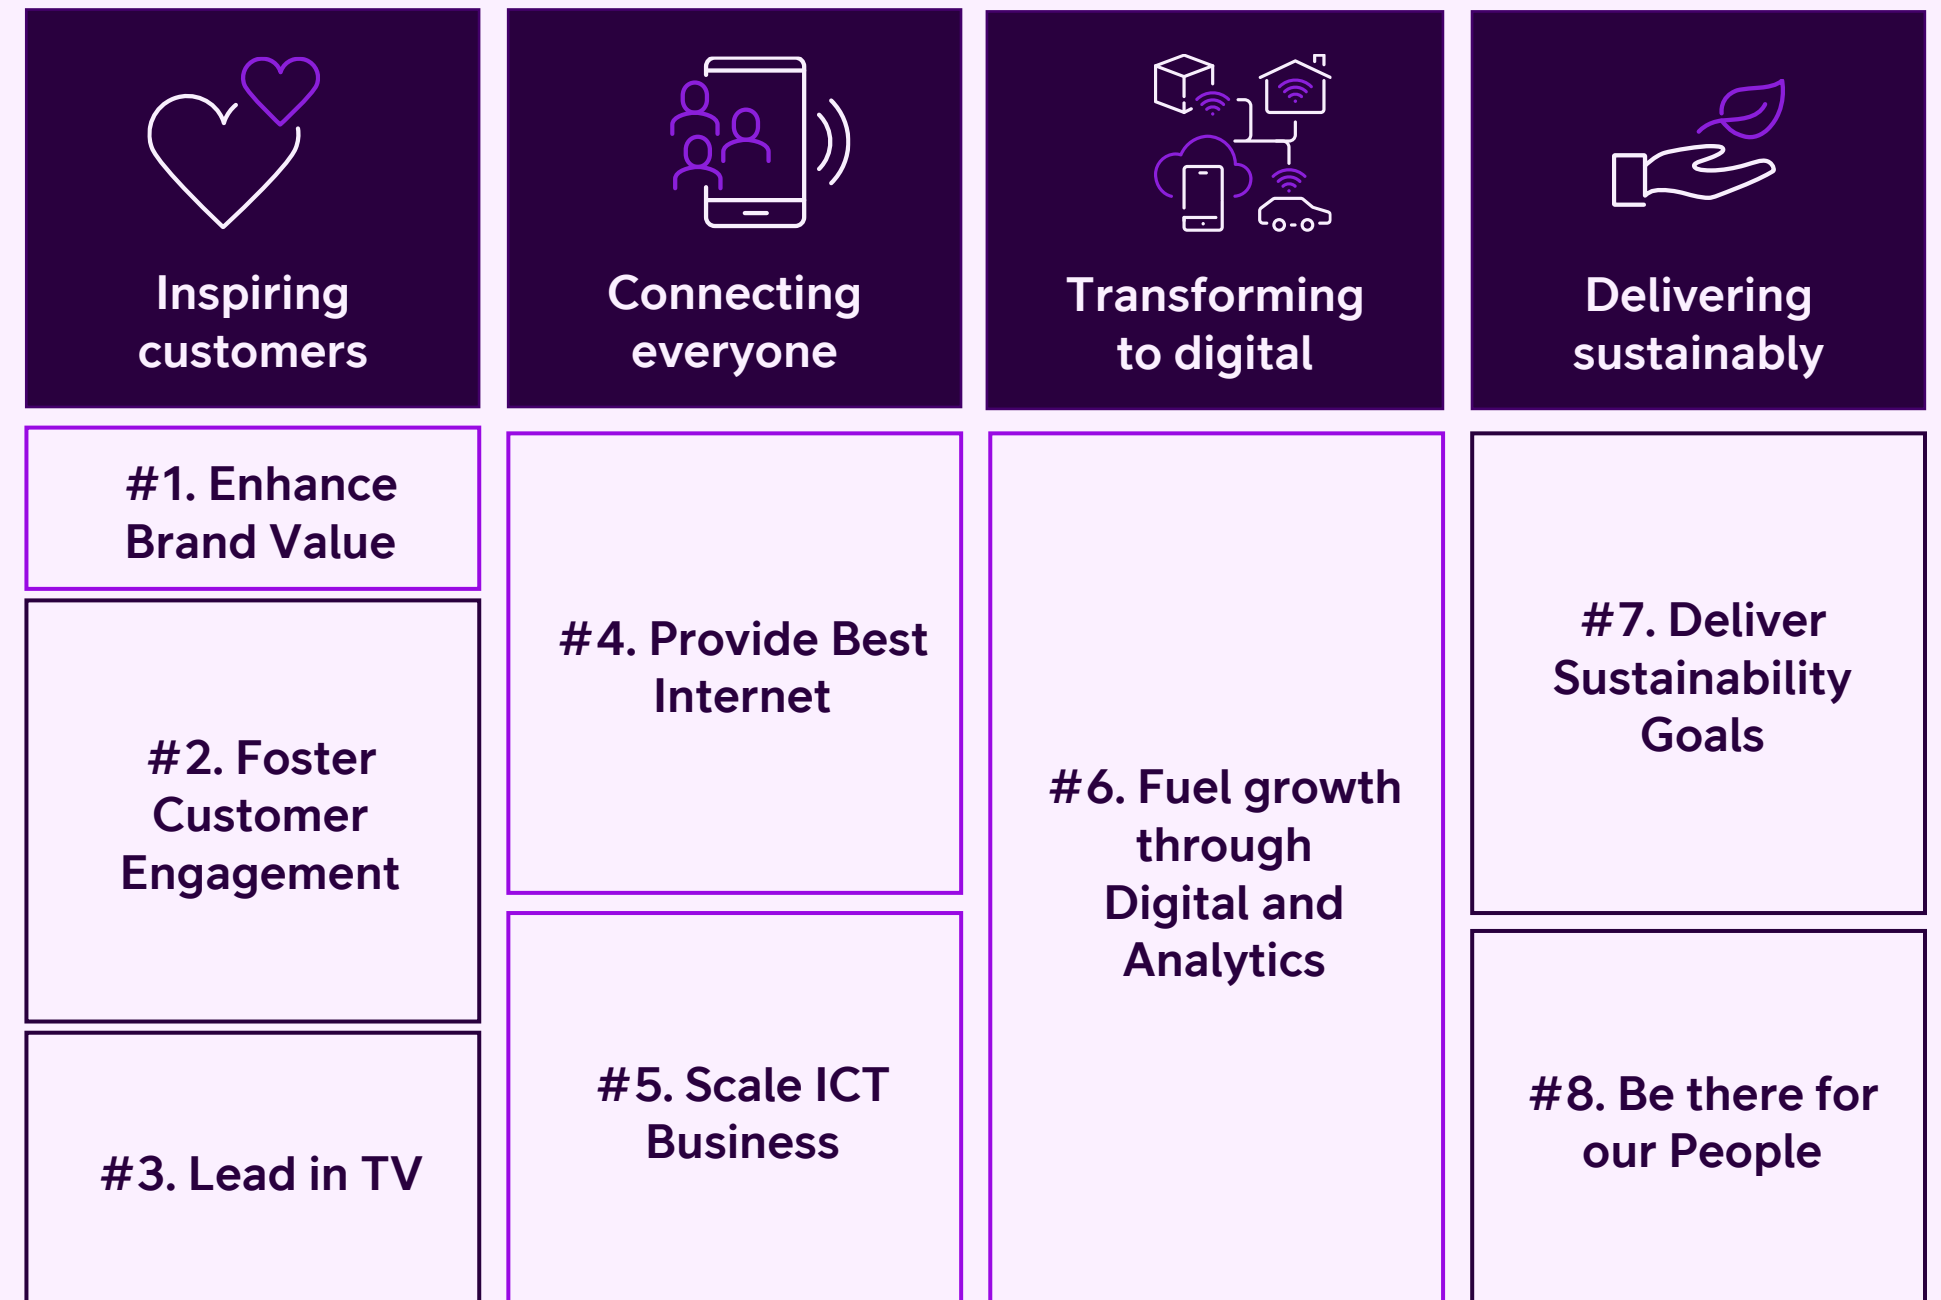 Inspiring
customers
#1. Enhance
Brand Value
#2. Foster
Customer
Engagement
#3. Lead in TV
Connecting
everyone
#4. Provide Best
Internet
#5. Scale ICT
Business
Transforming
to digital
#6. Fuel growth
through
Digital and
Analytics
Delivering
sustainably
#7. Deliver
Sustainability
Goals
#8. Be there for
our People